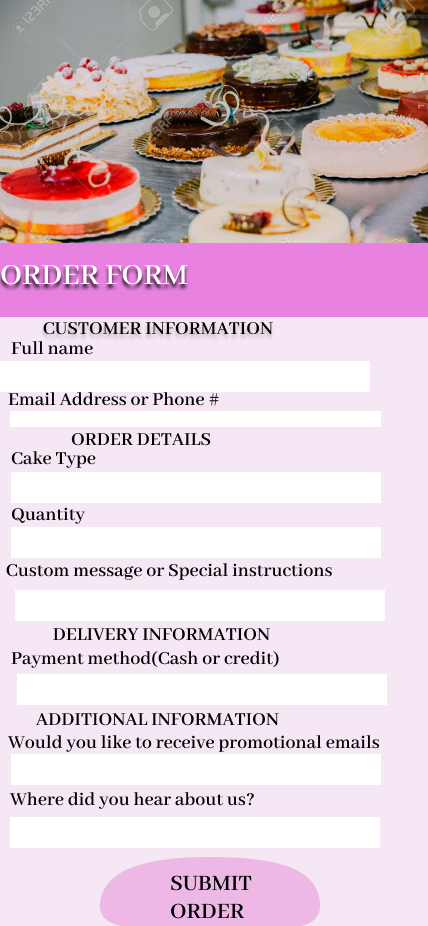 123RF
ORDER FORM
CUSTOMER INFORMATION
Full name
Email Address or Phone #
ORDER DETAILS
Cake Type
Quantity
Custom message or Special instructions
DELIVERY INFORMATION
Payment method(Cash or credit)
ADDITIONAL INFORMATION
Would you like to receive promotional emails
Where did you hear about us?
SUBMIT
ORDER